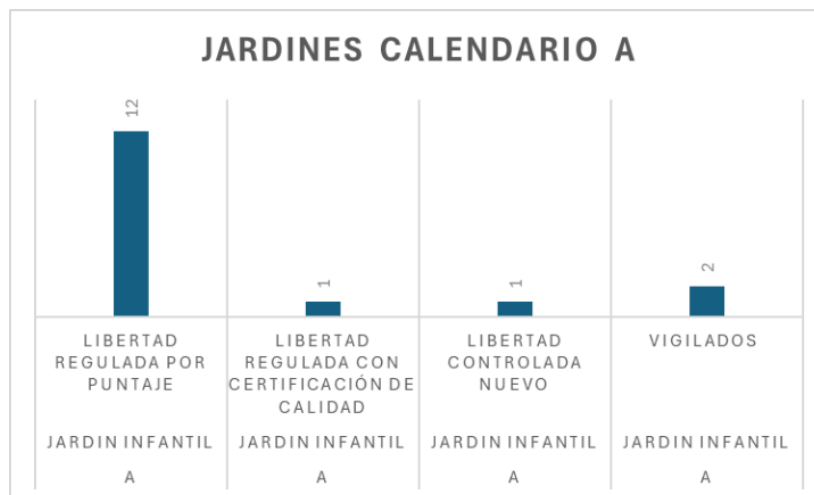 JARDINES CALENDARIO A
12
1
1
2
LIBERTAD
REGULADA POR
PUNTAJE
LIBERTAD
REGULADA CON
CERTIFICACIÓN DE
CALIDAD
LIBERTAD
CONTROLADA
NUEVO
VIGILADOS
JARDIN INFANTIL
JARDIN INFANTIL
JARDIN INFANTIL
JARDIN INFANTIL
A
A
A
A